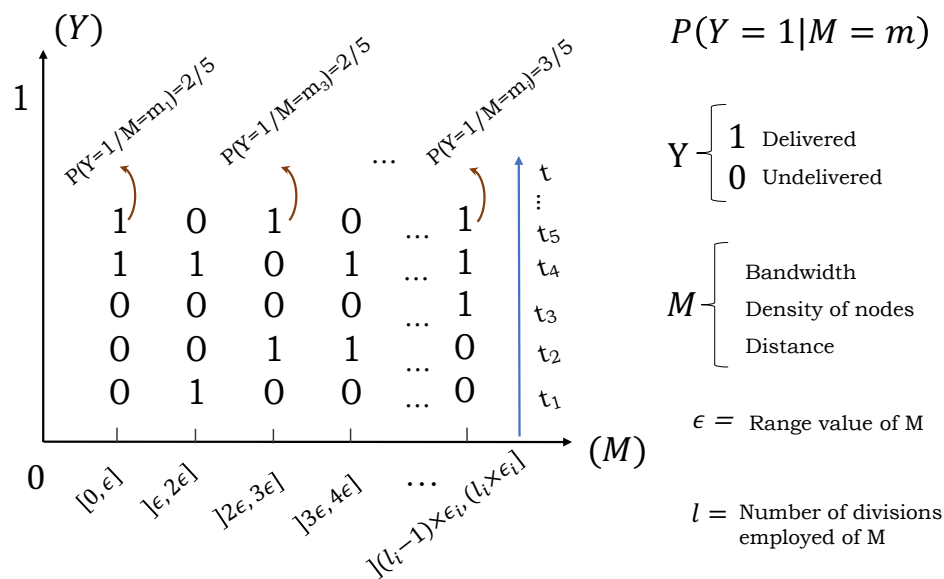 (Y)
P(Y = 1|M = m)
1
P(Y=1/M=m₁)=2/5
P(Y=1/M=m₃)=2/5
...
P(Y=1/M=mᵢ)=3/5
Y
1 Delivered
0 Undelivered
t
...
1 0 1 0 ... 1 t₅
1 1 0 1 ... 1 t₄
0 0 0 0 ... 1 t₃
0 0 1 1 ... 0 t₂
0 1 0 0 ... 0 t₁
M
Bandwidth
Density of nodes
Distance
0
(M)
[0, ϵ]
]ϵ, 2ϵ]
]2ϵ, 3ϵ]
]3ϵ, 4ϵ]
...
](lᵢ−1)×ϵᵢ, (lᵢ×ϵᵢ]
ϵ = Range value of M
l = Number of divisions
employed of M